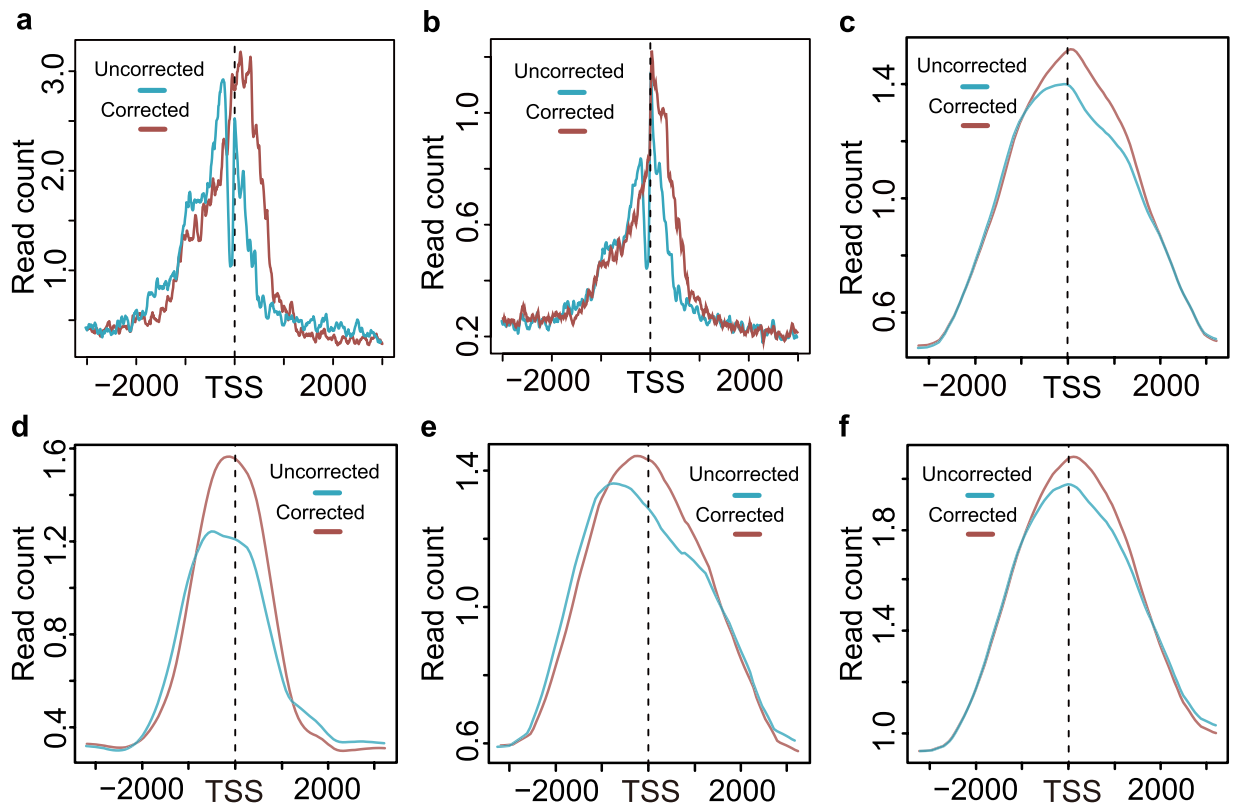 a
Read count
3.0
2.0
1.0
Uncorrected
Corrected
−2000 TSS 2000
b
Read count
1.0
0.6
0.2
Uncorrected
Corrected
−2000 TSS 2000
c
Read count
1.4
1.0
0.6
Uncorrected
Corrected
−2000 TSS 2000
d
Read count
1.6
1.2
0.8
0.4
Uncorrected
Corrected
−2000 TSS 2000
e
Read count
1.4
1.0
0.6
Uncorrected
Corrected
−2000 TSS 2000
f
Read count
1.8
1.4
1.0
Uncorrected
Corrected
−2000 TSS 2000